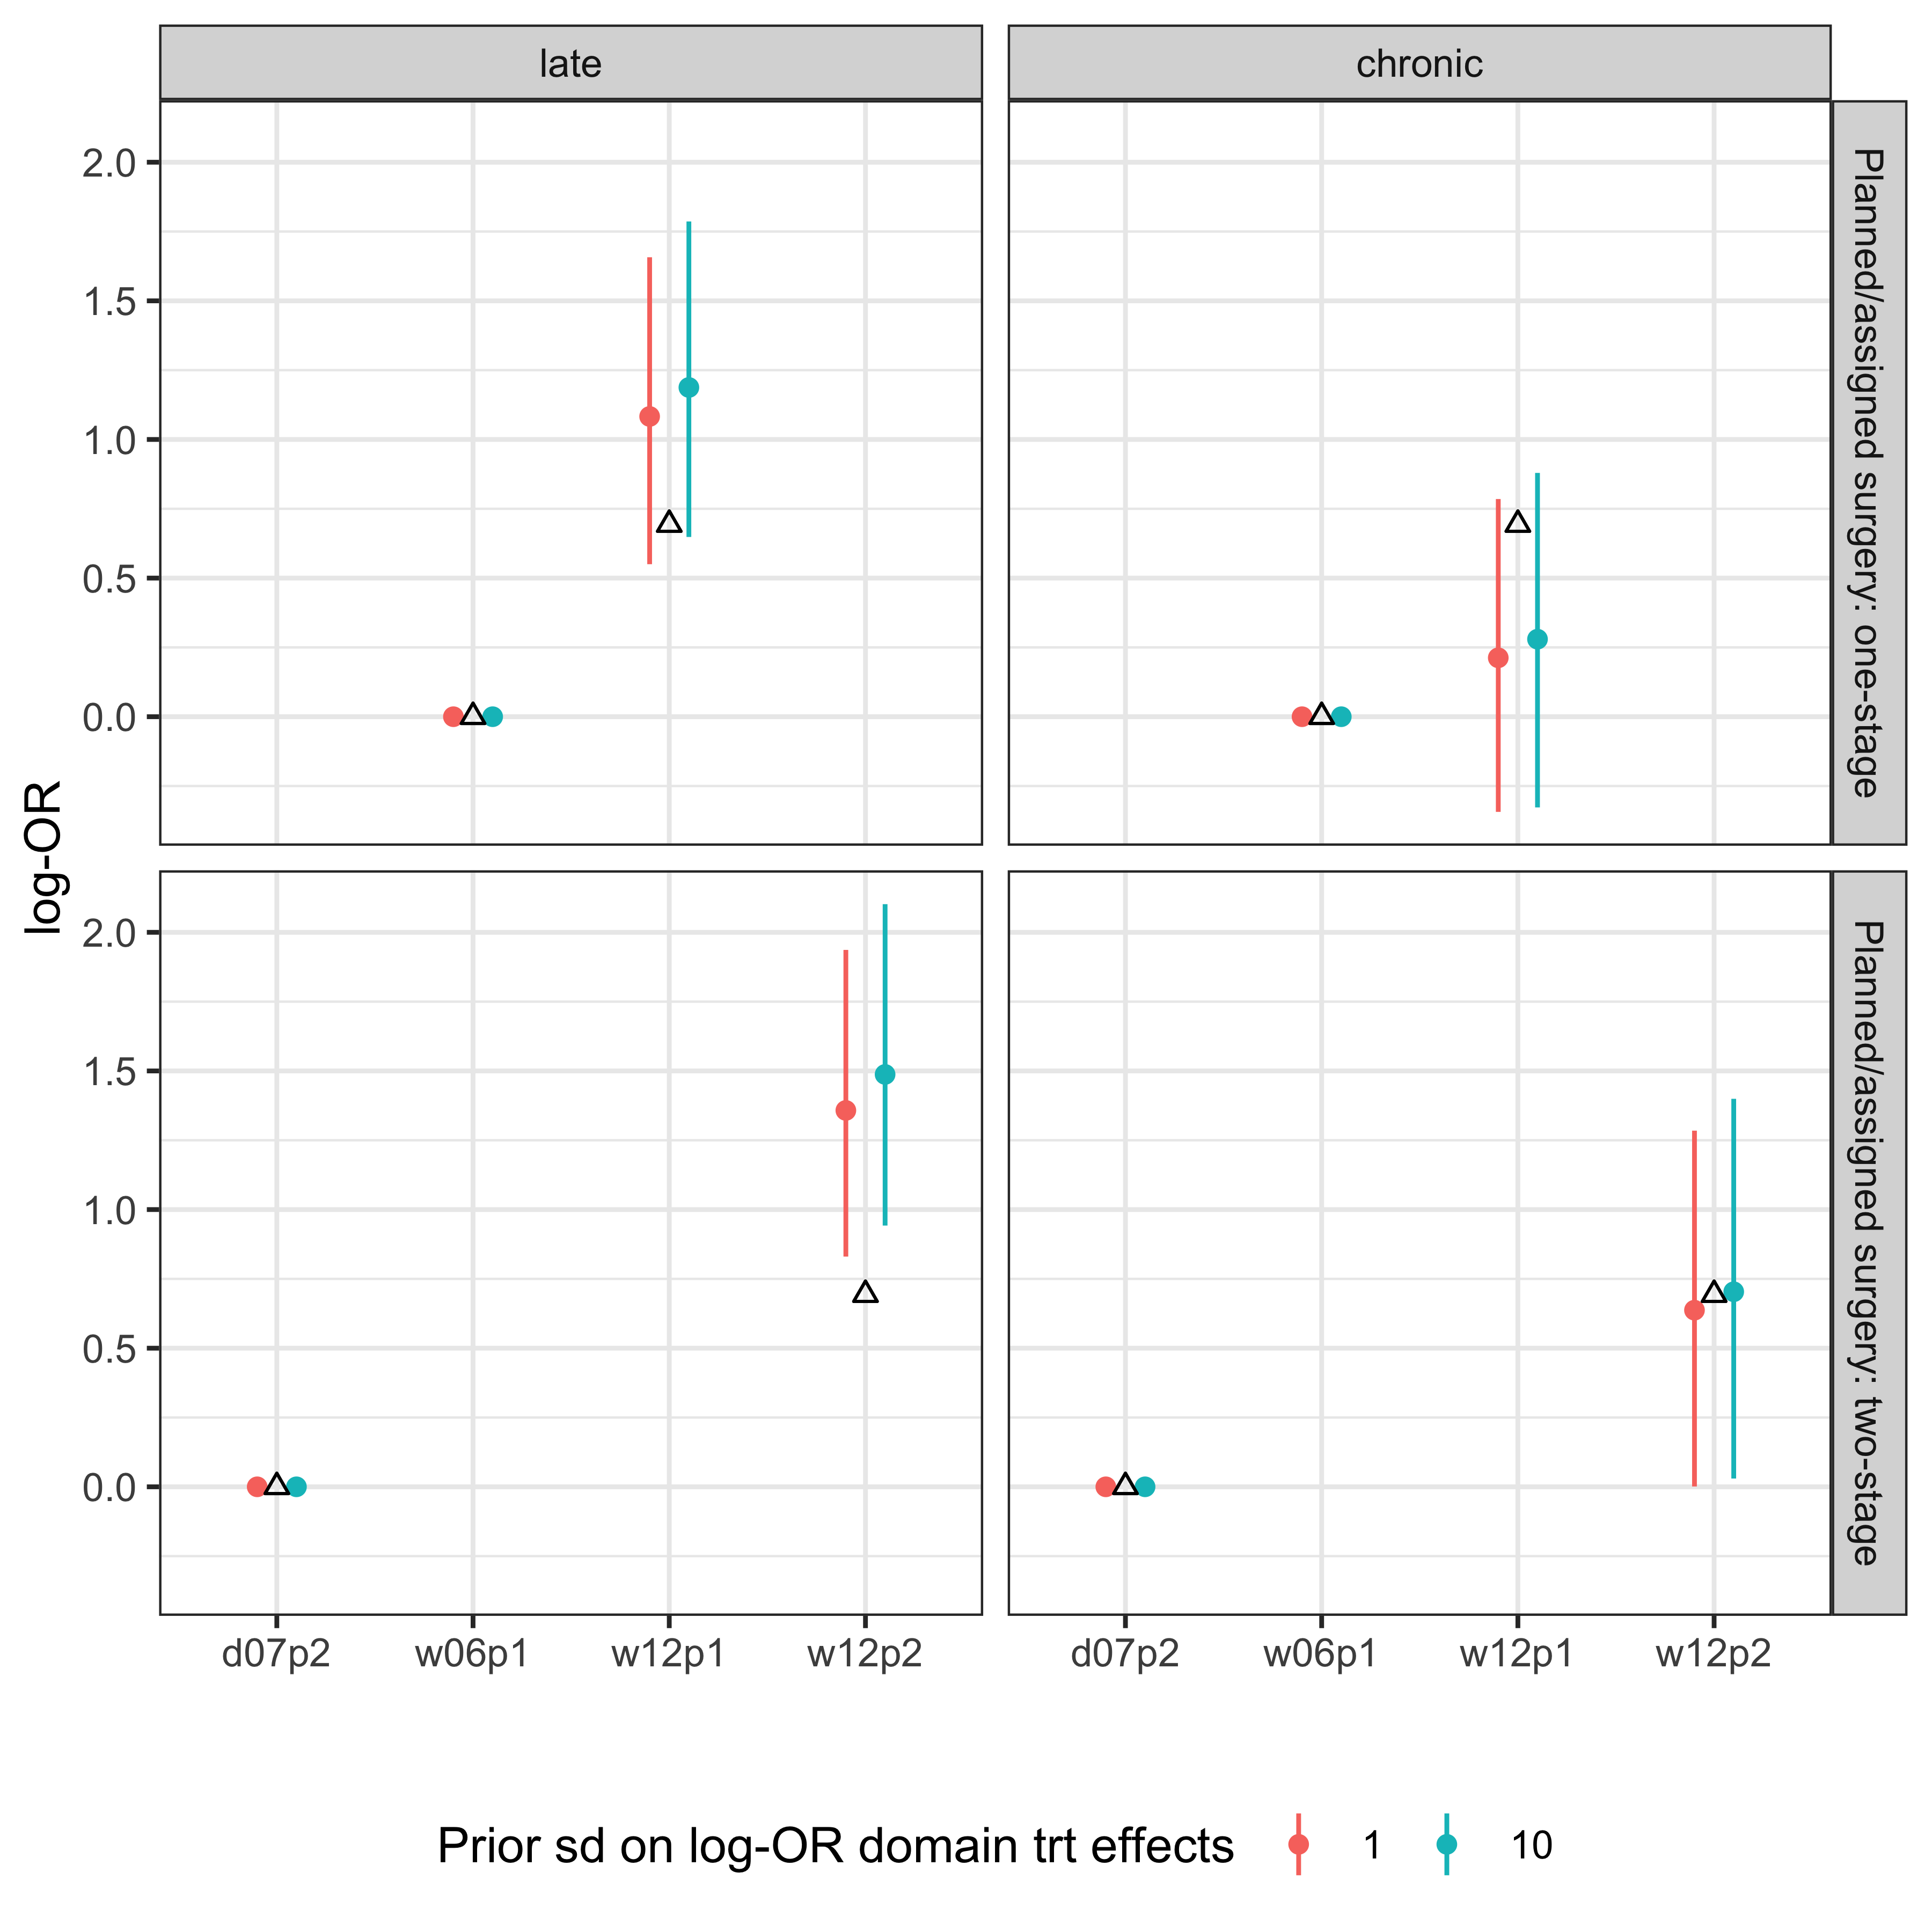 late
chronic
Planned/assigned surgery: one-stage
Planned/assigned surgery: two-stage
log-OR
2.0
1.5
1.0
0.5
0.0
2.0
1.5
1.0
0.5
0.0
d07p2 w06p1 w12p1 w12p2
d07p2 w06p1 w12p1 w12p2
Prior sd on log-OR domain trt effects 1 10